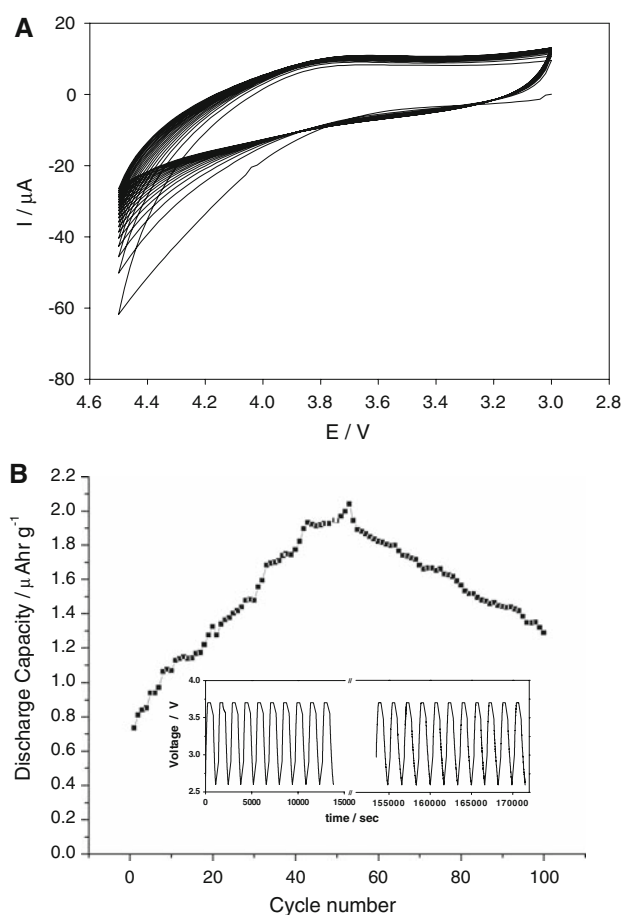 A
20
0
-20
-40
-60
-80
I / μA
4.6 4.4 4.2 4.0 3.8 3.6 3.4 3.2 3.0 2.8
E / V
B
2.2
2.0
1.8
1.6
1.4
1.2
1.0
0.8
0.6
0.4
0.2
0.0
Discharge Capacity / μ Ahr g⁻¹
4.0
3.5
3.0
2.5
Voltage / V
0 5000 10000 15000 155000 160000 165000 170000
time / sec
0 20 40 60 80 100
Cycle number